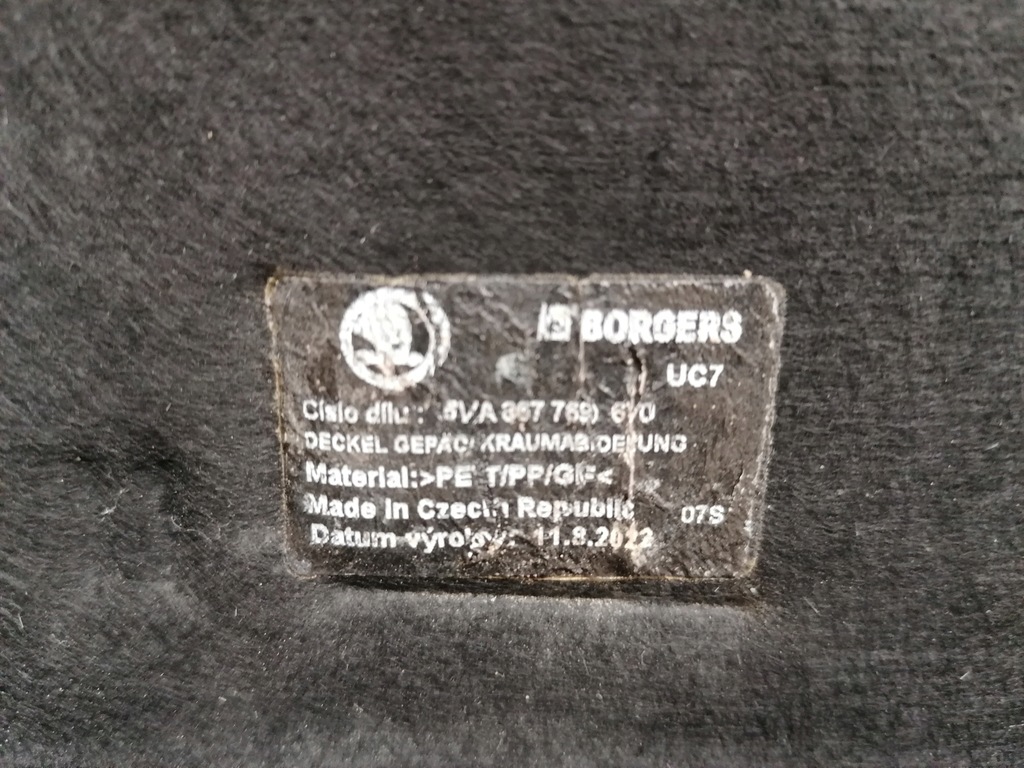 BORGERS
UC7
Číslo dílu :
DECKEL
Material:>PET/PP/GF<
Made in Czech Republic 07S
Datum výroby: 11.8.2022